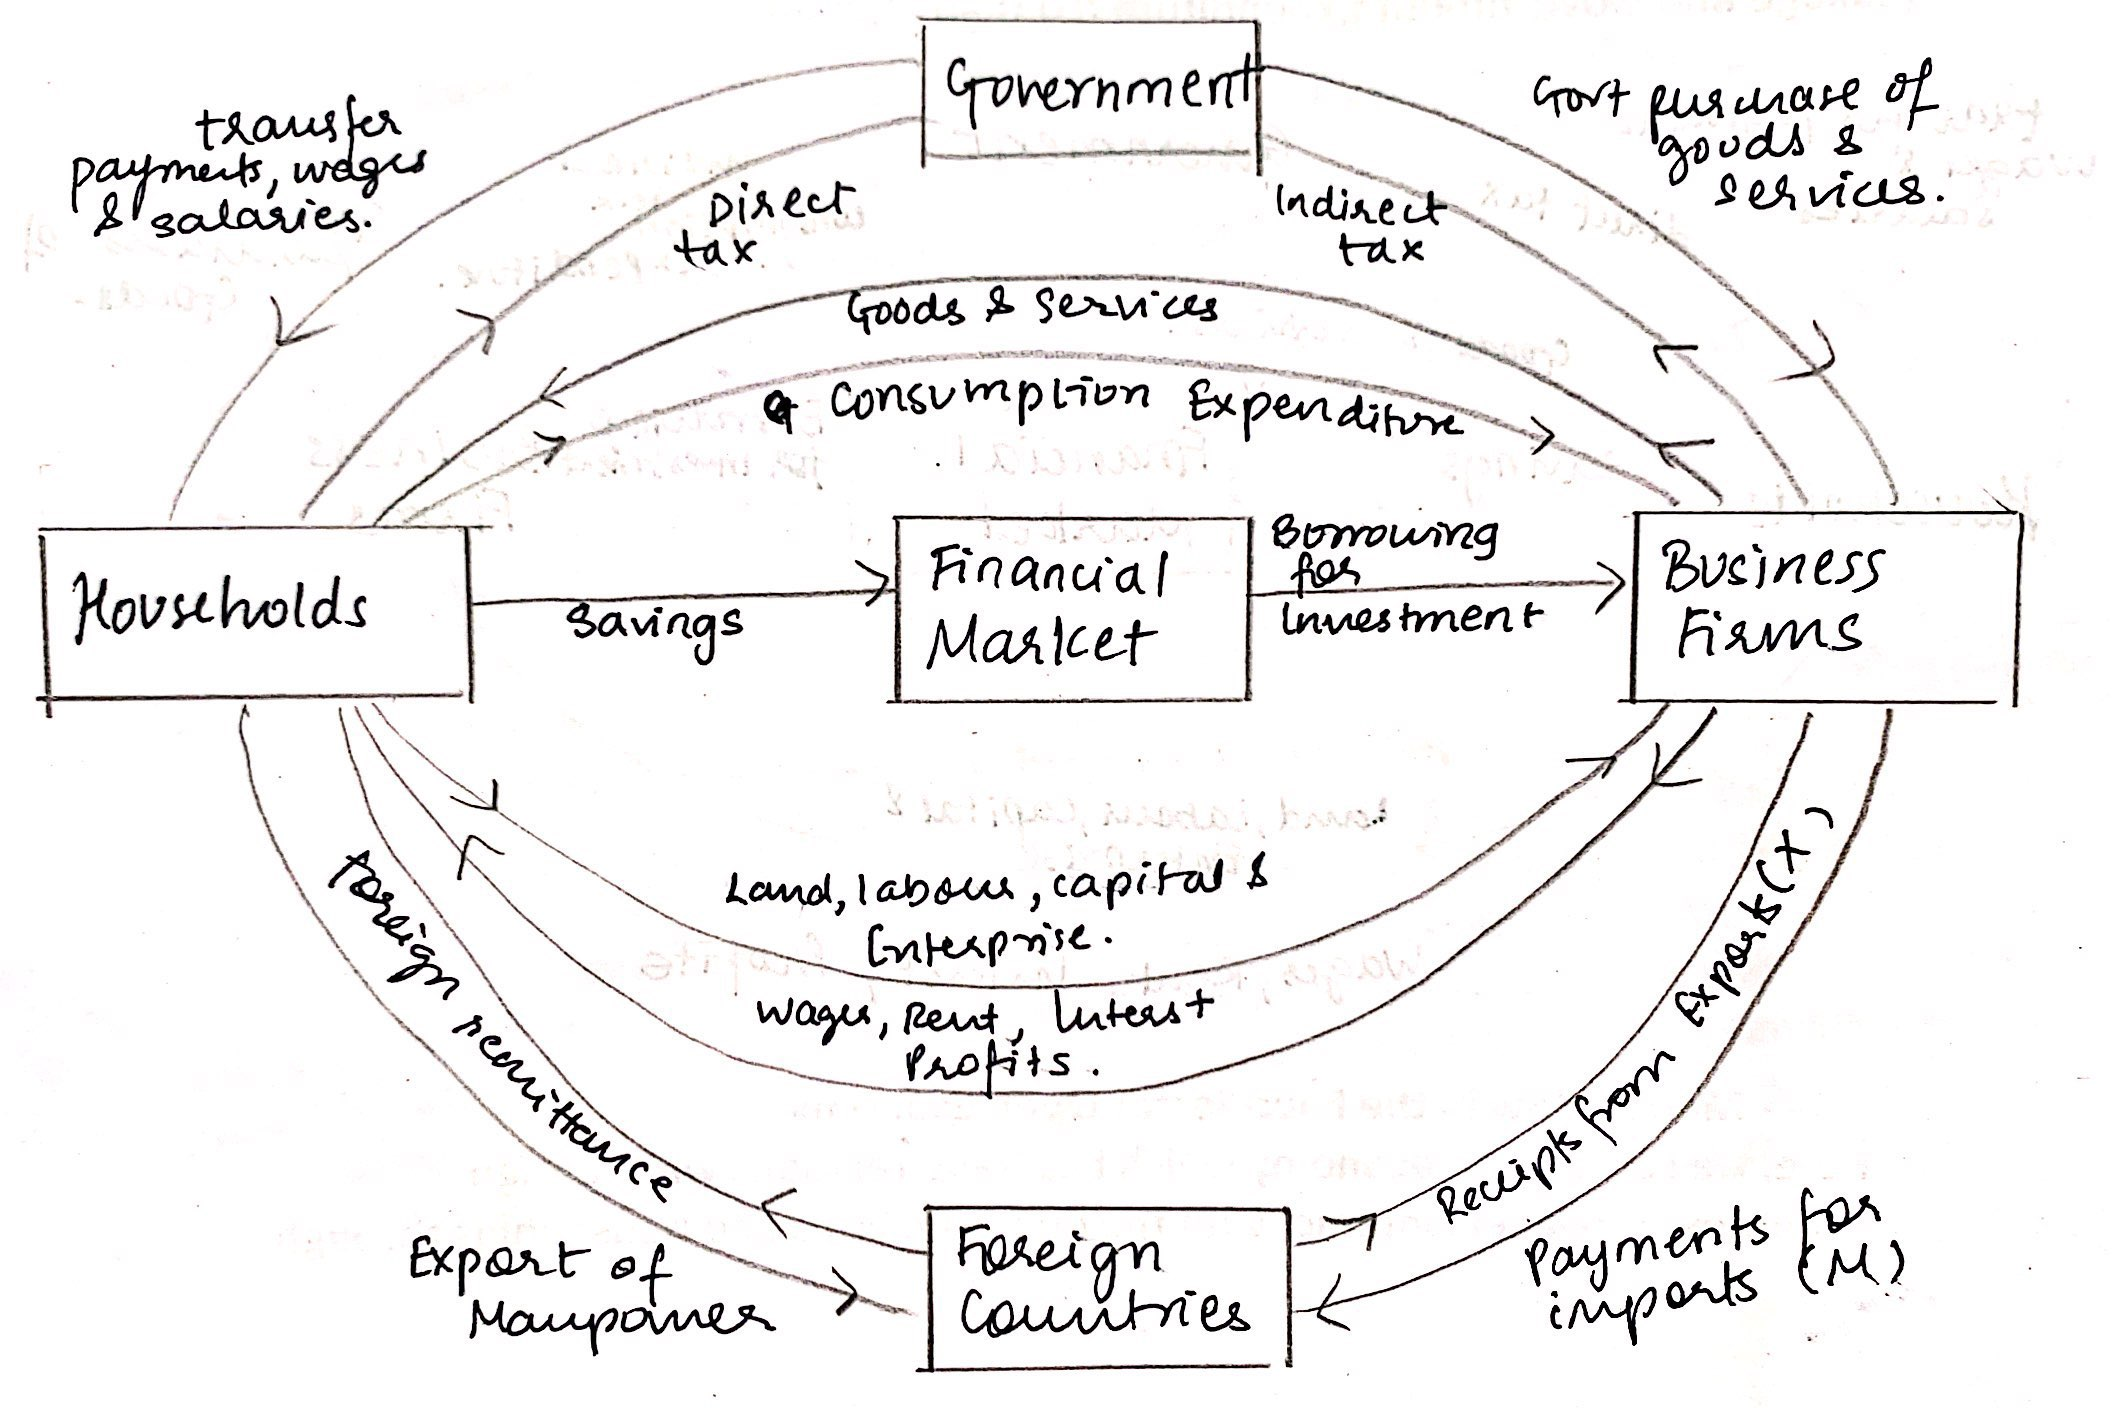 Government
transfer
payments, wages
& salaries.
Govt purchase of
goods &
services.
Direct
tax
Indirect
tax
Goods & Services
Consumption Expenditure
Households
Savings
Financial
Market
Borrowing
for
Investment
Business
Firms
Land, labour, capital &
Enterprise.
Wages, Rent, Interest
Profits.
Foreign remittance
Export of
Manpower
Foreign
Countries
Receipts from Exports (X)
Payments for
imports (M)